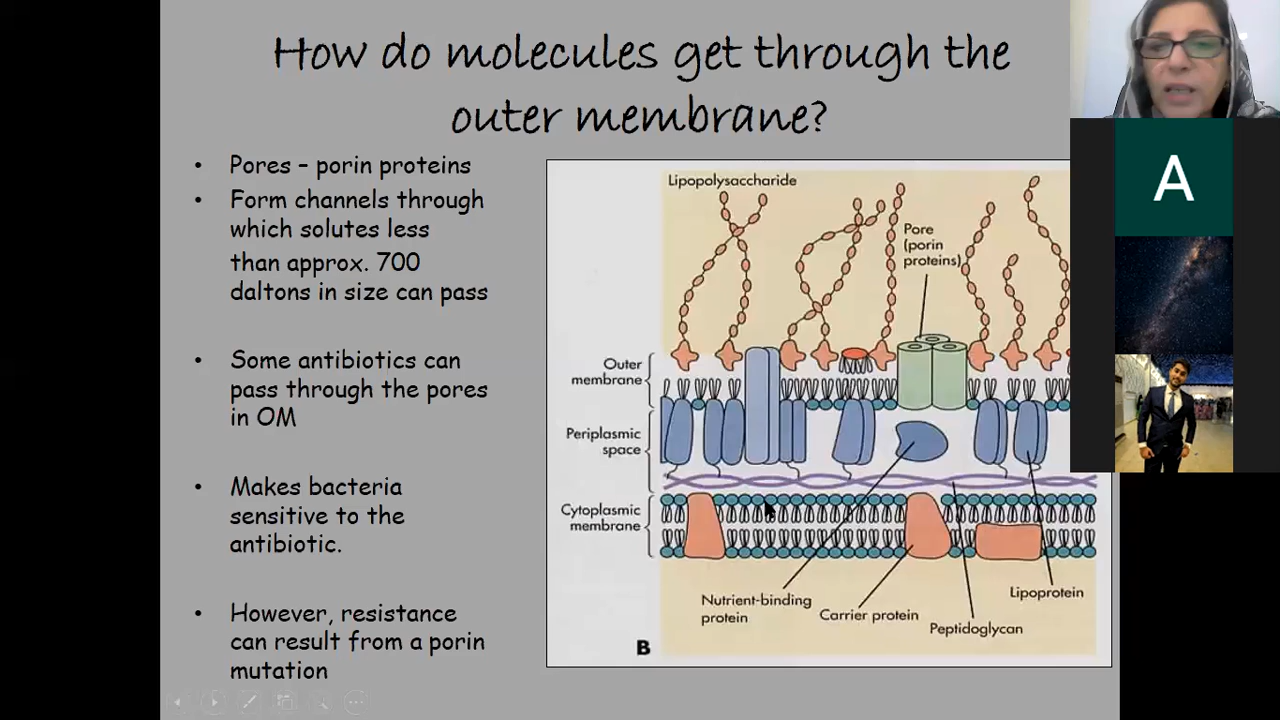 How do molecules get through the
outer membrane?
• Pores – porin proteins
• Form channels through
which solutes less
than approx. 700
daltons in size can pass
• Some antibiotics can
pass through the pores
in OM
• Makes bacteria
sensitive to the
antibiotic.
• However, resistance
can result from a porin
mutation
Lipopolysaccharide
Pore
(porin
proteins)
Outer
membrane
Periplasmic
space
Cytoplasmic
membrane
Nutrient-binding
protein
Carrier protein
Peptidoglycan
Lipoprotein
B
A